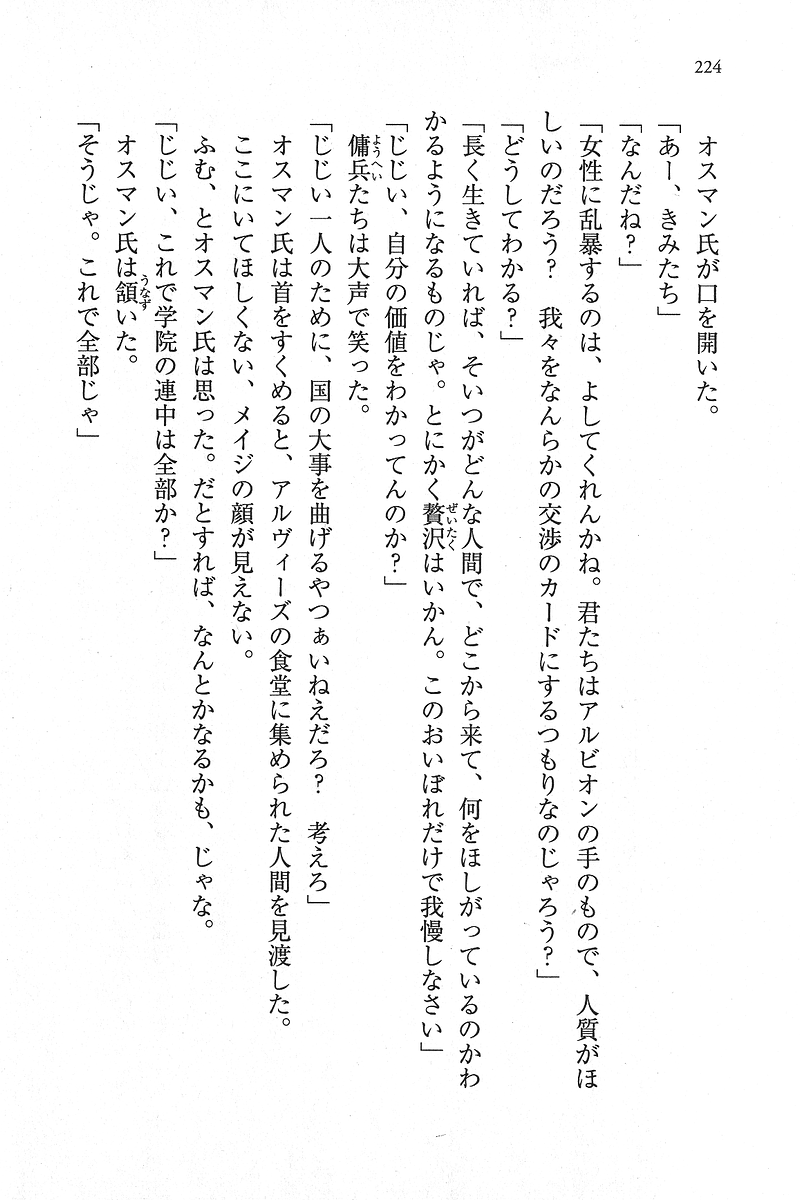 224
　オスマン氏が口を開いた。
「あー、きみたち」
「なんだね？」
「女性に乱暴するのは、よしてくれんかね。君たちはアルビオンの手のもので、人質がほ
しいのだろう？　我々をなんらかの交渉のカードにするつもりなのじゃろう？」
「どうしてわかる？」
「長く生きていれば、そいつがどんな人間で、どこから来て、何をほしがっているのかわ
かるようになるものじゃ。とにかく贅沢はいかん。このおいぼれだけで我慢しなさい」
「じじい、自分の価値をわかってんのか？」
　傭兵たちは大声で笑った。
「じじい一人のために、国の大事を曲げるやつぁいねえだろ？　考えろ」
　オスマン氏は首をすくめると、アルヴィーズの食堂に集められた人間を見渡した。
　ここにいてほしくない、メイジの顔が見えない。
　ふむ、とオスマン氏は思った。だとすれば、なんとかなるかも、じゃな。
「じじい、これで学院の連中は全部か？」
　オスマン氏は頷いた。
「そうじゃ。これで全部じゃ」